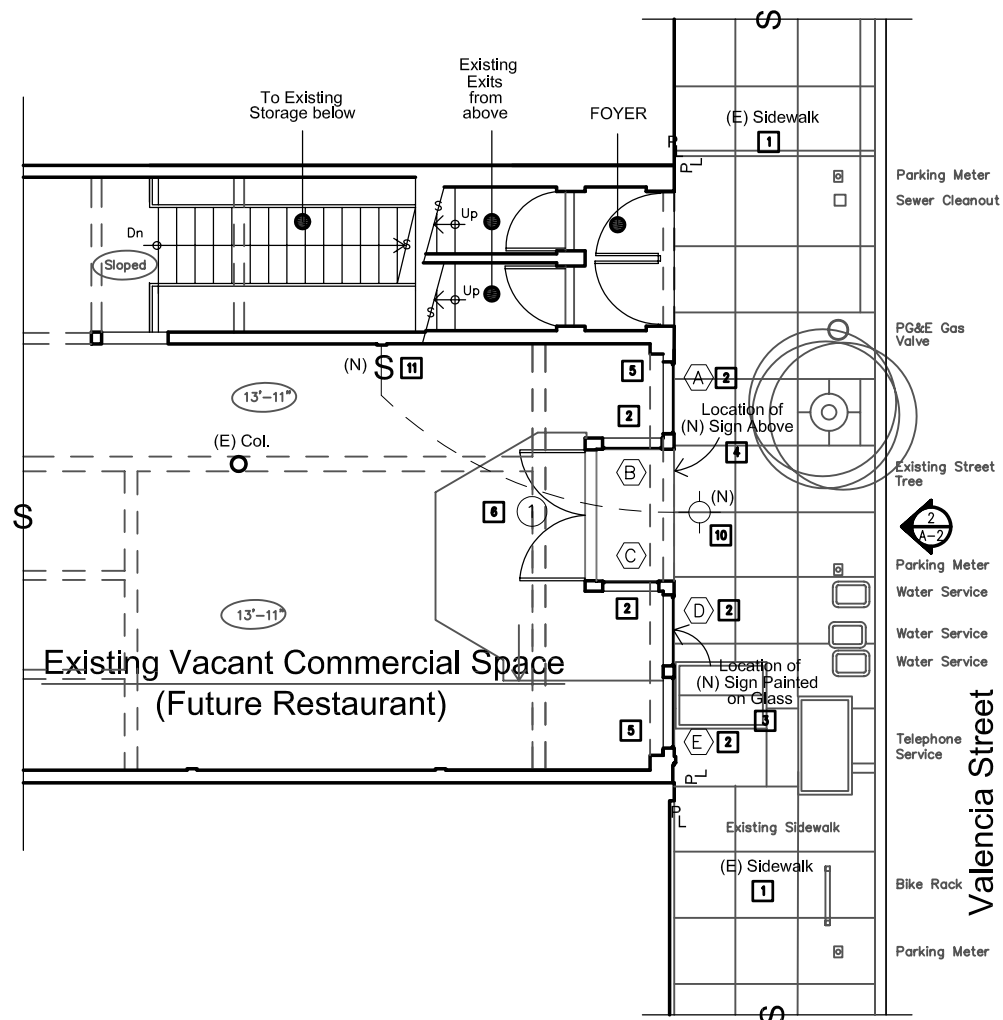 S
Existing
Exits
from
above
To Existing
Storage below
FOYER
(E) Sidewalk
1
P
L
P
L
Parking Meter
Sewer Cleanout
Dn
Sloped
S
S
Up
S
Up
PG&E Gas
Valve
(N) S 11
5
A 2
13'-11"
2
Location of
(N) Sign Above
4
(E) Col.
B
Existing Street
Tree
S
6
1
(N)
10
2
A-2
C
Parking Meter
Water Service
13'-11"
2
D 2
Water Service
Water Service
Existing Vacant Commercial Space
(Future Restaurant)
Location of
(N) Sign Painted
on Glass
3
5
E 2
Telephone
Service
Valencia Street
P
L
P
L
Existing Sidewalk
(E) Sidewalk
1
Bike Rack
Parking Meter
S